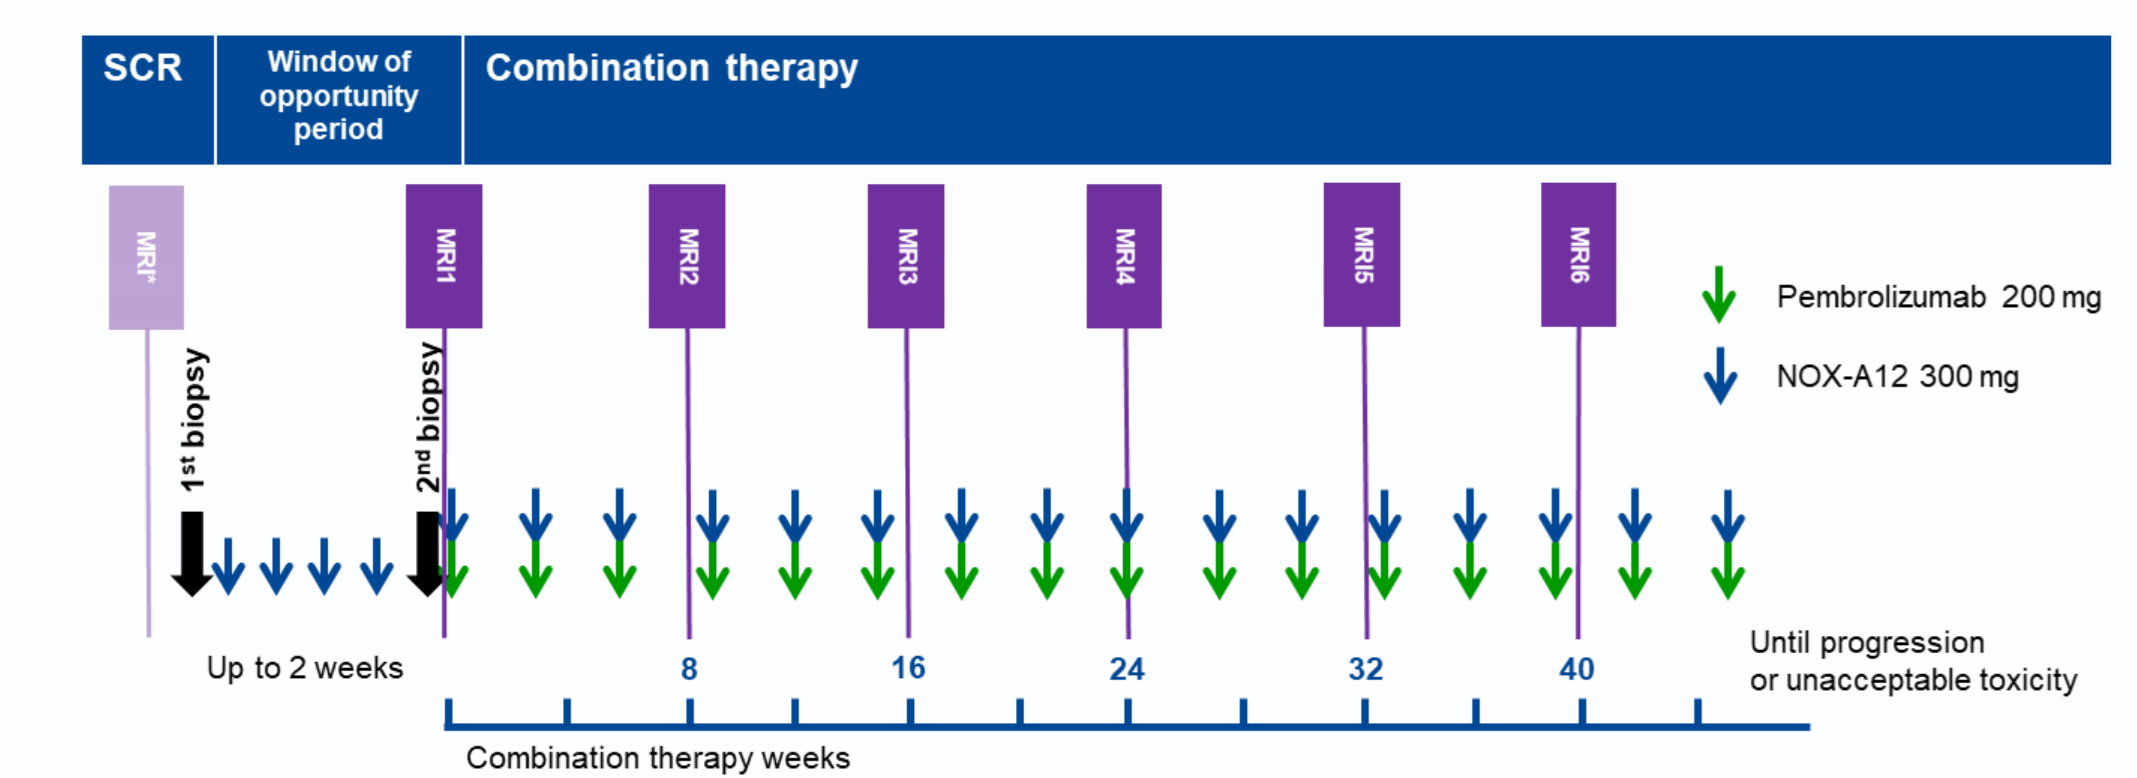 SCR
Window of
opportunity
period
Combination therapy
MRI*
MRI1
MRI2
MRI3
MRI4
MRI5
MRI6
Pembrolizumab 200 mg
NOX-A12 300 mg
1st biopsy
2nd biopsy
Up to 2 weeks
8
16
24
32
40
Until progression
or unacceptable toxicity
Combination therapy weeks